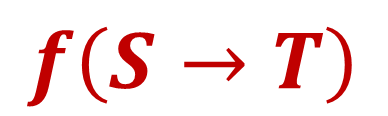 f(S → T)